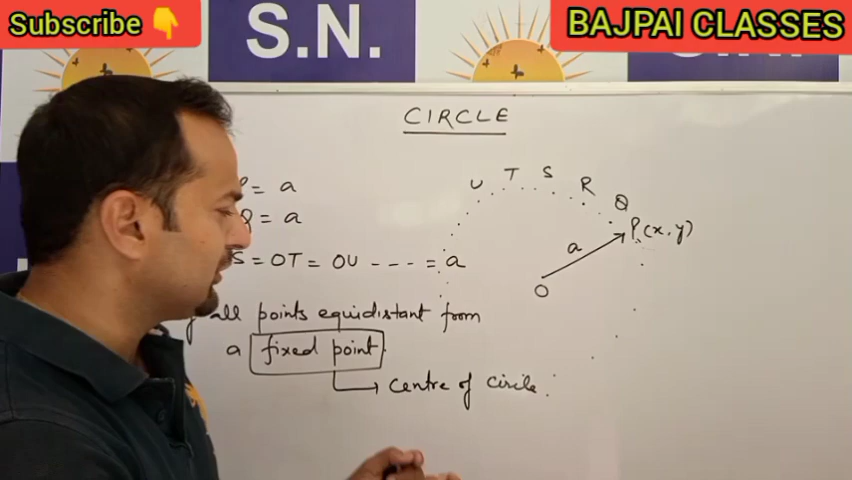 Subscribe 👇
S.N.
BAJPAI CLASSES
CIRCLE
U T S R Q
P(x, y)
a
O
= a
= a
= OT = OU - - - - = a
all points equidistant from
a fixed point
centre of circle.